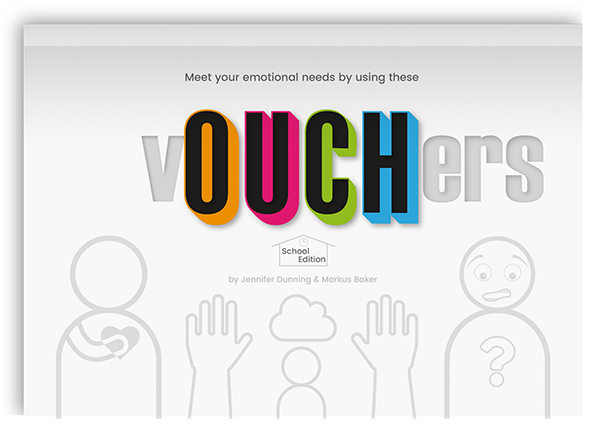 Meet your emotional needs by using these
vOUCHers
School
Edition
by Jennifer Dunning & Markus Baker
?